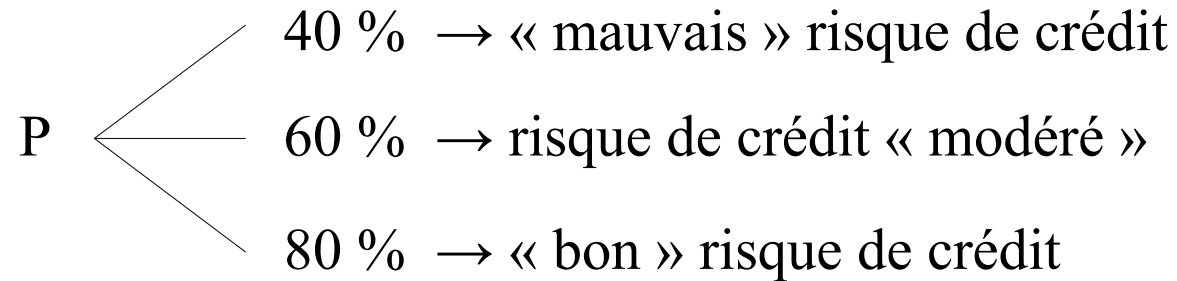 40 % → « mauvais » risque de crédit
P 60 % → risque de crédit « modéré »
80 % → « bon » risque de crédit